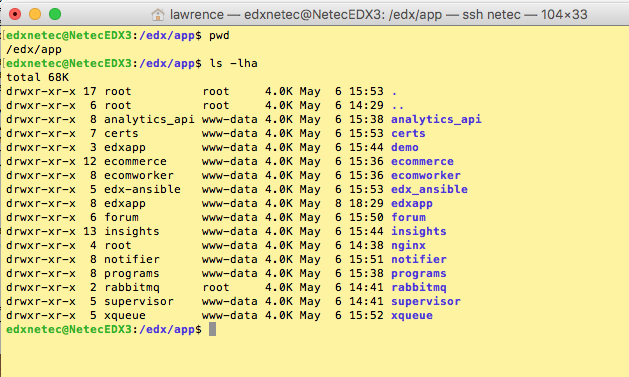 lawrence — edxnetec@NetecEDX3: /edx/app — ssh netec — 104×33
edxnetec@NetecEDX3:/edx/app$ pwd
/edx/app
edxnetec@NetecEDX3:/edx/app$ ls -lha
total 68K
drwxr-xr-x 17 root          root     4.0K May  6 15:53 .
drwxr-xr-x  6 root          root     4.0K May  6 14:29 ..
drwxr-xr-x  8 analytics_api www-data 4.0K May  6 15:38 analytics_api
drwxr-xr-x  7 certs         www-data 4.0K May  6 15:53 certs
drwxr-xr-x  3 edxapp        www-data 4.0K May  6 15:44 demo
drwxr-xr-x 12 ecommerce     www-data 4.0K May  6 15:36 ecommerce
drwxr-xr-x  8 ecomworker    www-data 4.0K May  6 15:36 ecomworker
drwxr-xr-x  5 edx-ansible   www-data 4.0K May  6 15:53 edx_ansible
drwxr-xr-x  8 edxapp        www-data 4.0K May  8 18:29 edxapp
drwxr-xr-x  6 forum         www-data 4.0K May  6 15:50 forum
drwxr-xr-x 13 insights      www-data 4.0K May  6 15:44 insights
drwxr-xr-x  4 root          www-data 4.0K May  6 14:38 nginx
drwxr-xr-x  8 notifier      www-data 4.0K May  6 15:51 notifier
drwxr-xr-x  8 programs      www-data 4.0K May  6 15:38 programs
drwxr-xr-x  2 rabbitmq      root     4.0K May  6 14:41 rabbitmq
drwxr-xr-x  5 supervisor    www-data 4.0K May  6 14:41 supervisor
drwxr-xr-x  5 xqueue        www-data 4.0K May  6 15:52 xqueue
edxnetec@NetecEDX3:/edx/app$